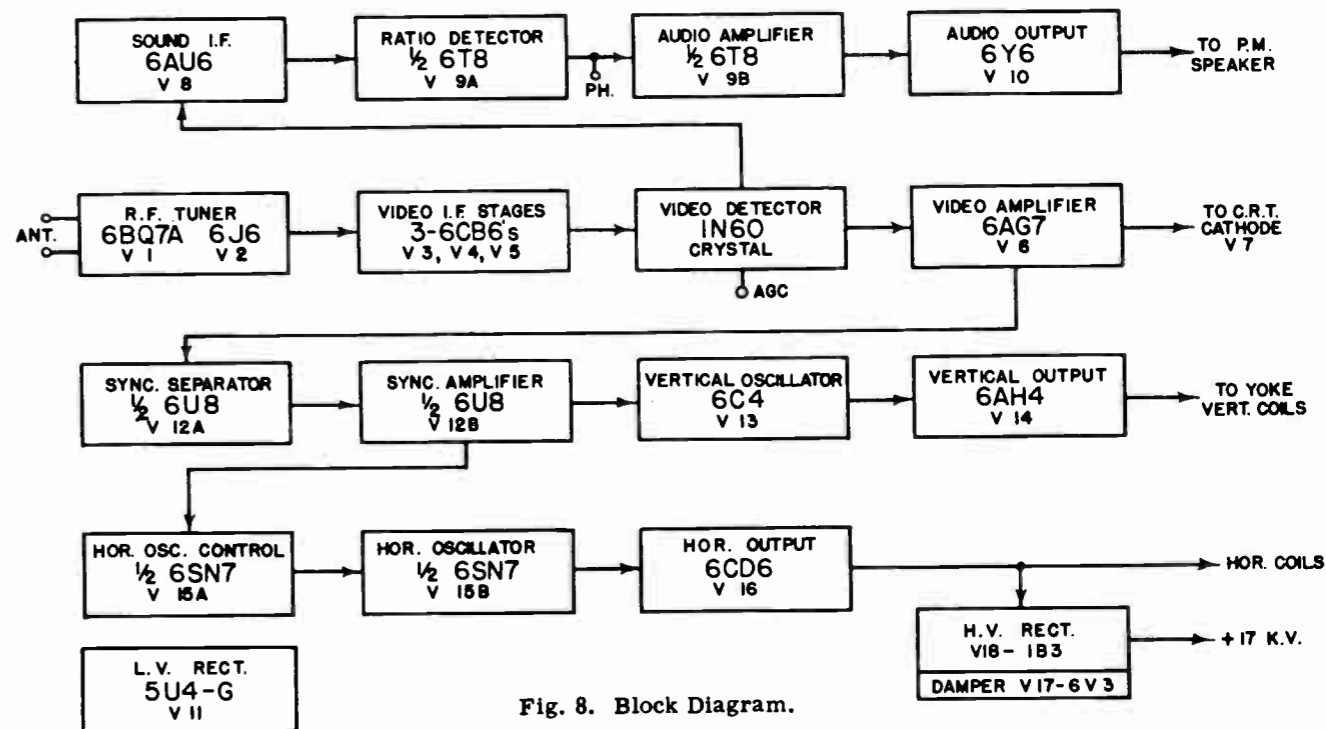 SOUND I.F.
6AU6
V 8
RATIO DETECTOR
½ 6T8
V 9A
PH.
AUDIO AMPLIFIER
½ 6T8
V 9B
AUDIO OUTPUT
6Y6
V 10
TO P.M.
SPEAKER
ANT.
R.F. TUNER
6BQ7A 6J6
V 1 V 2
VIDEO I.F. STAGES
3-6CB6's
V 3, V 4, V 5
VIDEO DETECTOR
1N60
CRYSTAL
AGC
VIDEO AMPLIFIER
6AG7
V 6
TO C.R.T.
CATHODE
V 7
SYNC. SEPARATOR
½ 6U8
V 12A
SYNC. AMPLIFIER
½ 6U8
V 12B
VERTICAL OSCILLATOR
6C4
V 13
VERTICAL OUTPUT
6AH4
V 14
TO YOKE
VERT. COILS
HOR. OSC. CONTROL
½ 6SN7
V 15A
HOR. OSCILLATOR
½ 6SN7
V 15B
HOR. OUTPUT
6CD6
V 16
HOR. COILS
H.V. RECT.
V18- 1B3
DAMPER V17-6V3
+17 K.V.
L.V. RECT.
5U4-G
V 11
Fig. 8. Block Diagram.